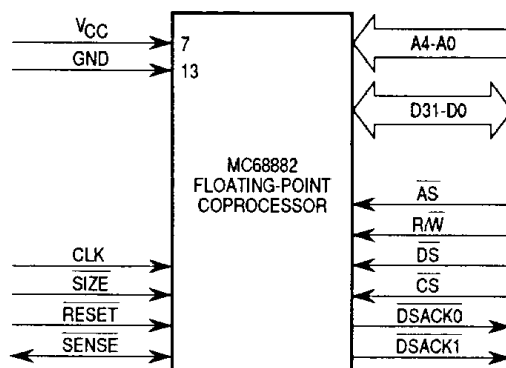 VCC
7
A4-A0
GND
13
D31-D0
MC68882
FLOATING-POINT
COPROCESSOR
AS
R/W
DS
CS
DSACK0
DSACK1
CLK
SIZE
RESET
SENSE